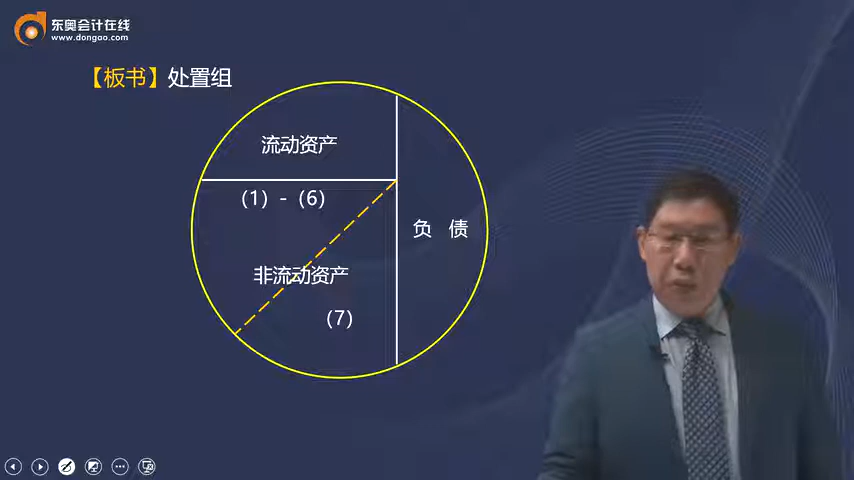 东奥会计在线
www.dongao.com
【板书】处置组
流动资产
（1）-（6）
负 债
非流动资产
（7）